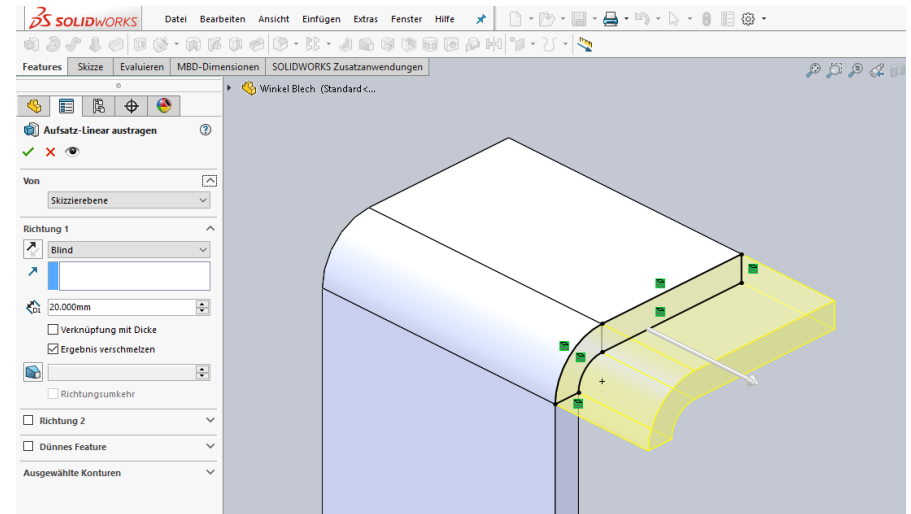 SOLIDWORKS Datei Bearbeiten Ansicht Einfügen Extras Fenster Hilfe
Features Skizze Evaluieren MBD-Dimensionen SOLIDWORKS Zusatzanwendungen
Winkel Blech (Standard<...
Aufsatz-Linear austragen
Von
Skizzierebene
Richtung 1
Blind
D1 20.000mm
Verknüpfung mit Dicke
Ergebnis verschmelzen
Richtungsumkehr
Richtung 2
Dünnes Feature
Ausgewählte Konturen